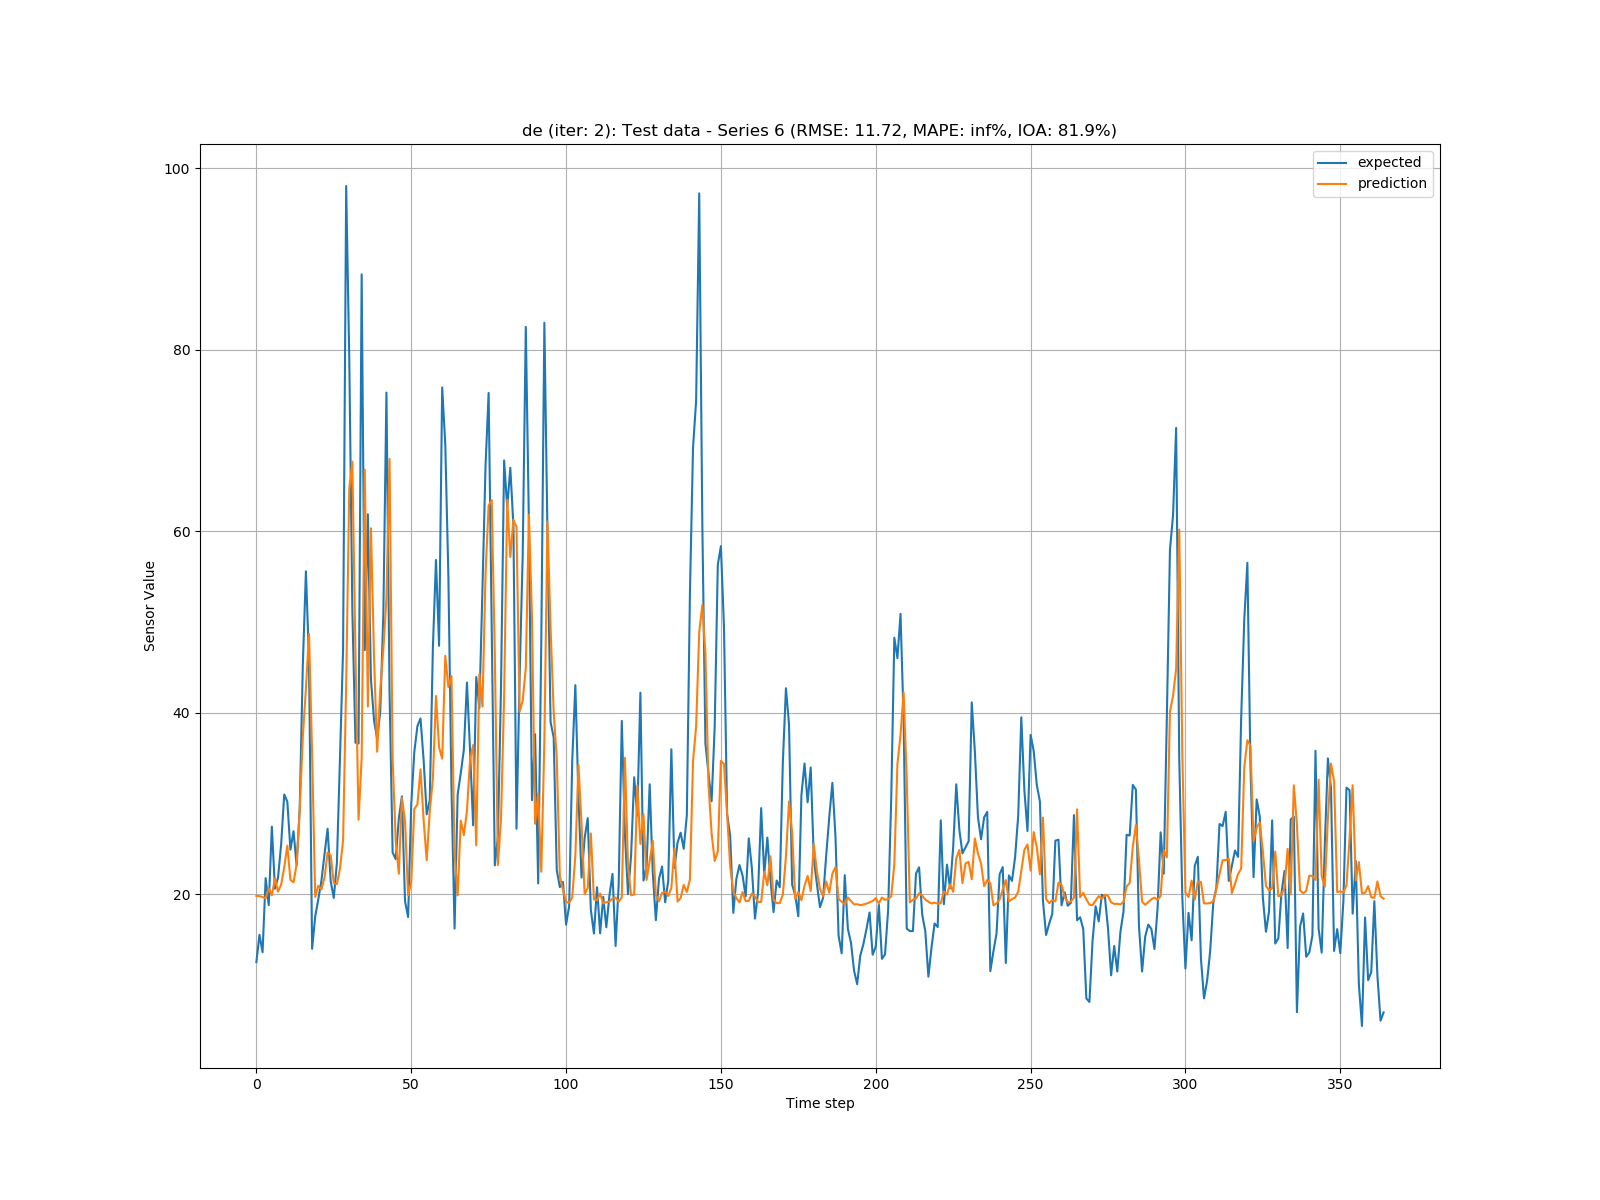 de (iter: 2): Test data - Series 6 (RMSE: 11.72, MAPE: inf%, IOA: 81.9%)
expected
prediction
100
80
60
40
20
Sensor Value
0 50 100 150 200 250 300 350
Time step